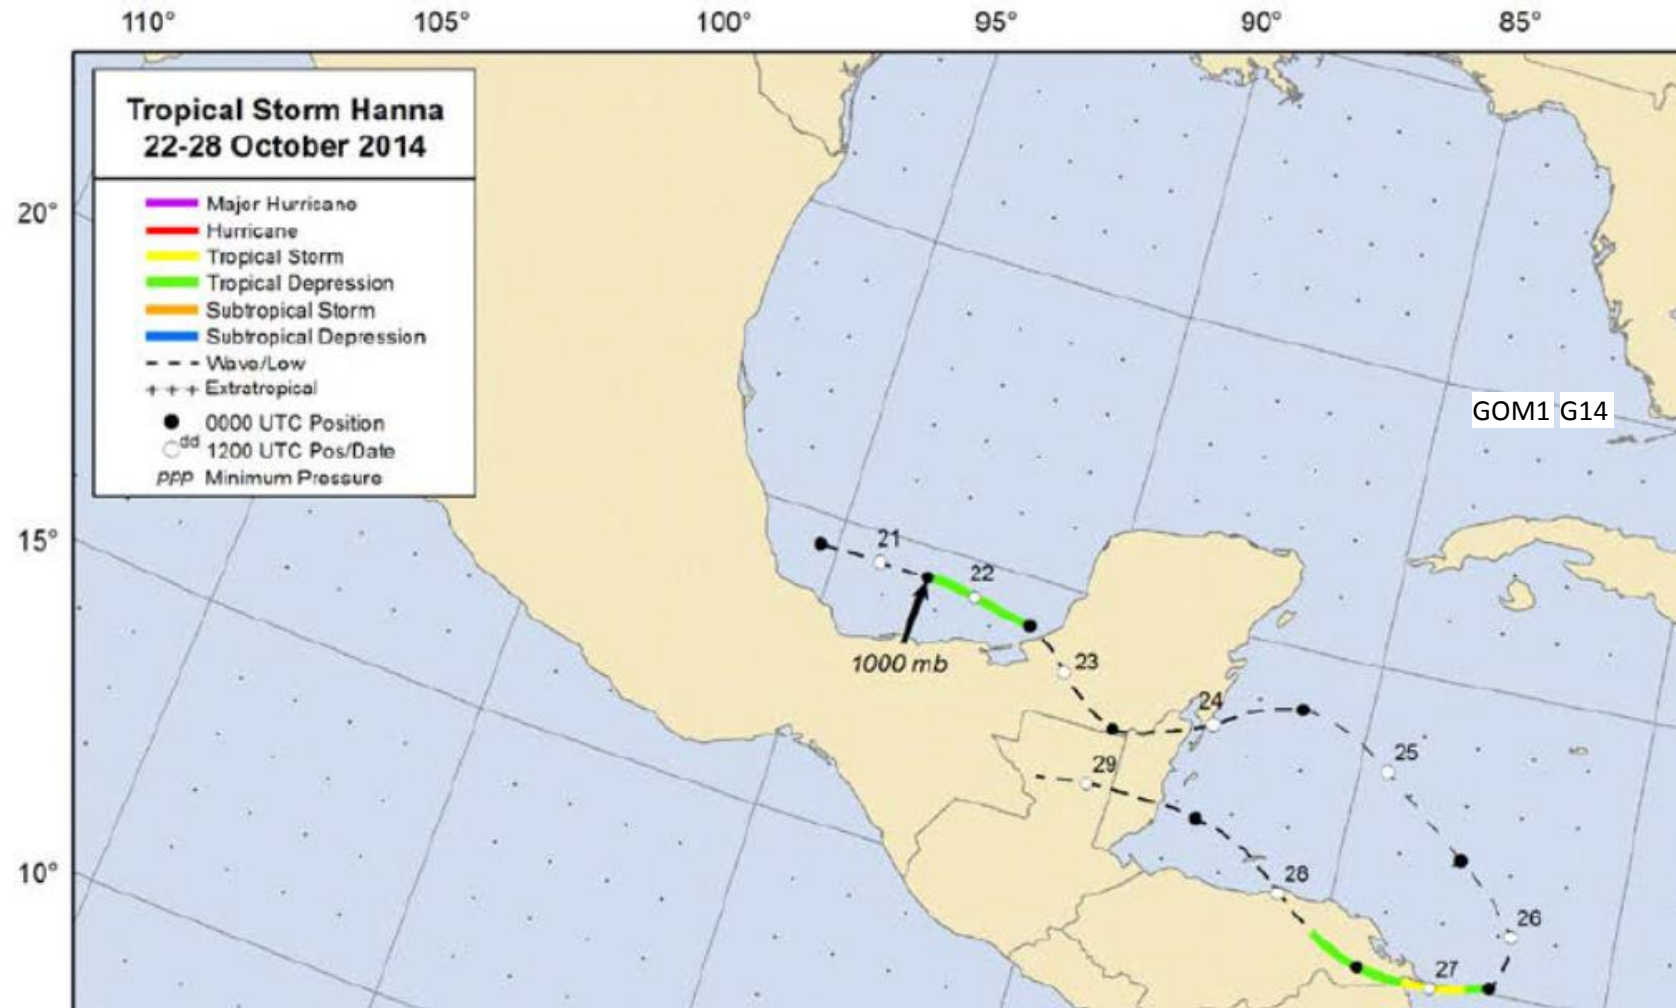 110° 105° 100° 95° 90° 85°
Tropical Storm Hanna
22-28 October 2014
Major Hurricane
Hurricane
Tropical Storm
Tropical Depression
Subtropical Storm
Subtropical Depression
Wave/Low
Extratropical
0000 UTC Position
dd 1200 UTC Pos/Date
PPP Minimum Pressure
20°
15°
10°
GOM1 G14
21
22
1000 mb
23
24
25
29
28
26
27